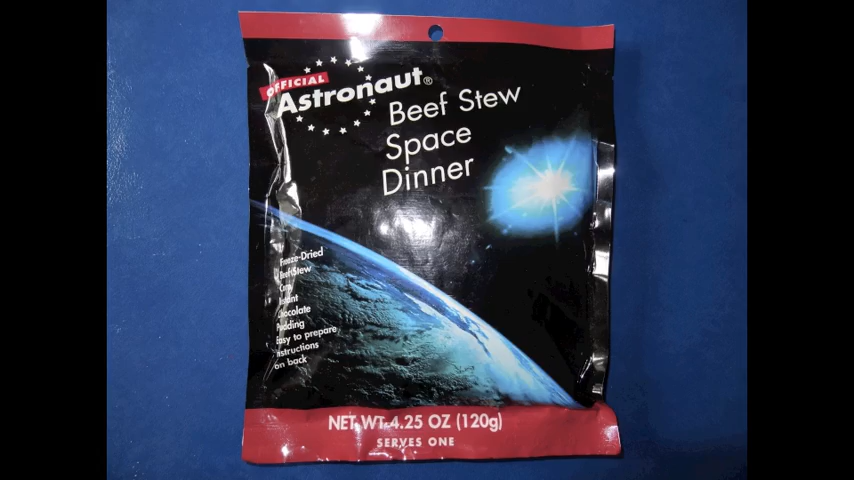 OFFICIAL
Astronaut®
Beef Stew
Space
Dinner
Freeze-Dried
Beef Stew
Corn
Instant
Chocolate
Pudding
Easy to prepare
instructions
on back
NET WT 4.25 OZ (120g)
SERVES ONE